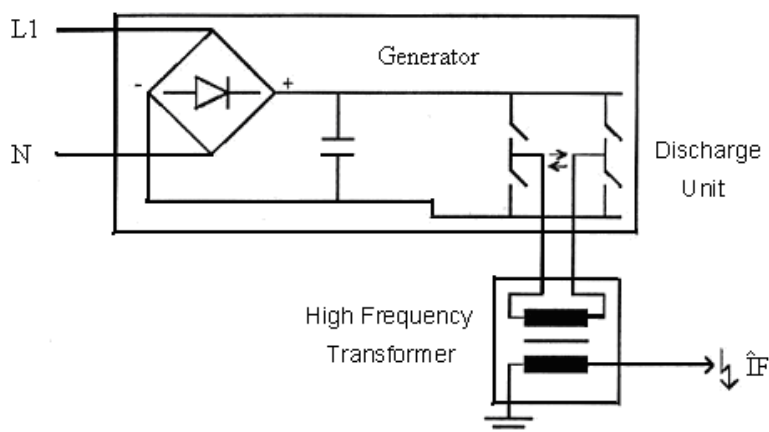 L1
Generator
- +
N
Discharge
Unit
High Frequency
Transformer
ÎF